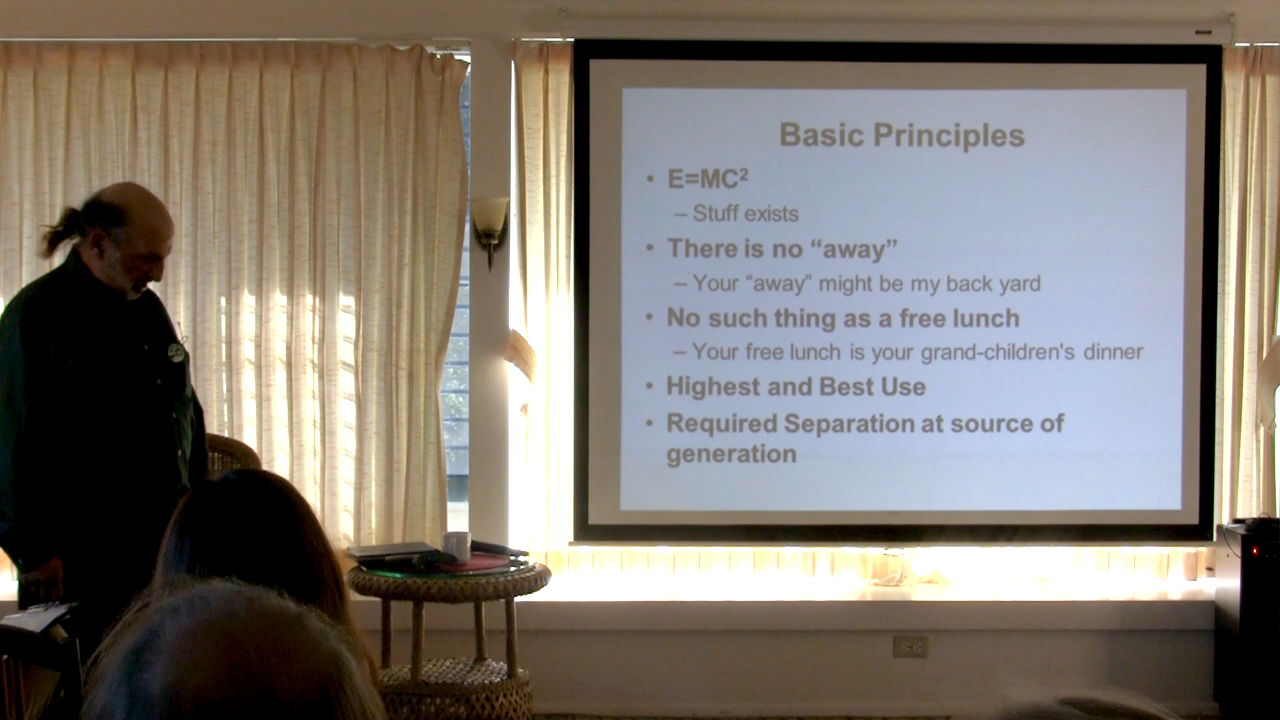 Basic Principles
• E=MC²
– Stuff exists
• There is no “away”
– Your “away” might be my back yard
• No such thing as a free lunch
– Your free lunch is your grand-children's dinner
• Highest and Best Use
• Required Separation at source of
generation